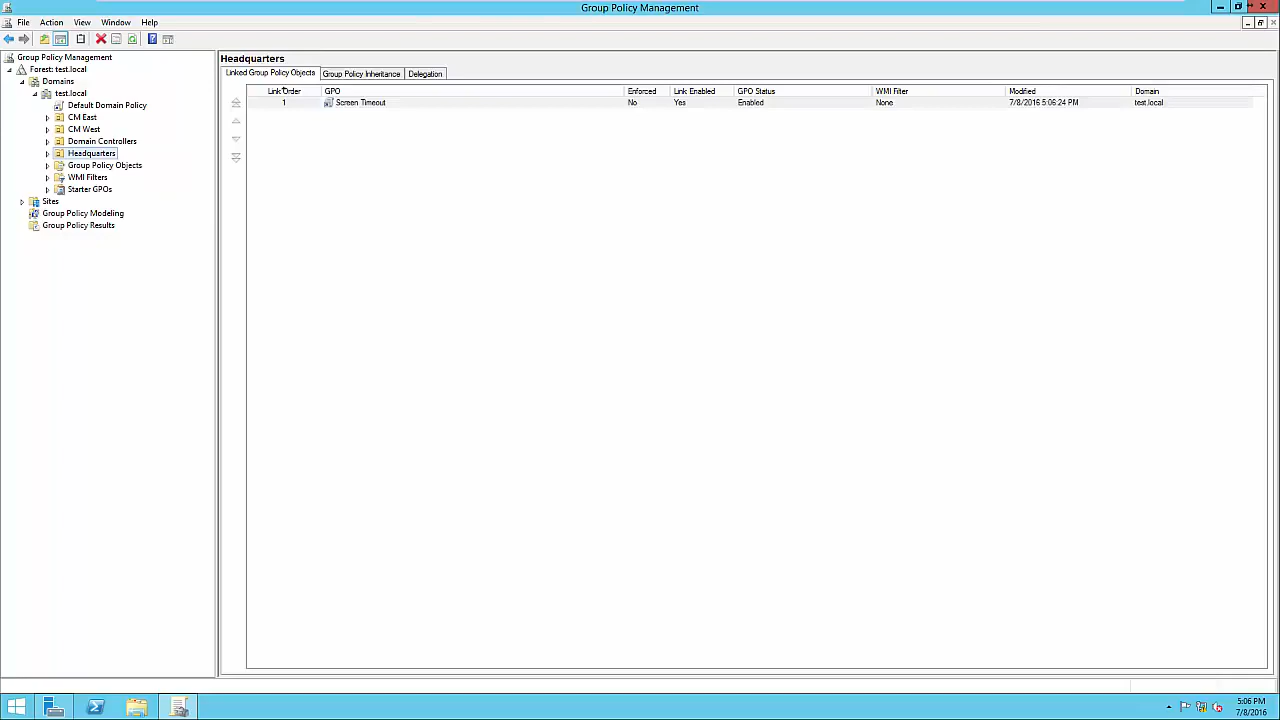 Group Policy Management
File Action View Window Help
Group Policy Management
Forest: test.local
Domains
test.local
Default Domain Policy
CM East
CM West
Domain Controllers
Headquarters
Group Policy Objects
WMI Filters
Starter GPOs
Sites
Group Policy Modeling
Group Policy Results
Headquarters
Linked Group Policy Objects Group Policy Inheritance Delegation
Link Order GPO Enforced Link Enabled GPO Status WMI Filter Modified Domain
1 Screen Timeout No Yes Enabled None 7/8/2016 5:06:24 PM test.local
5:06 PM
7/8/2016